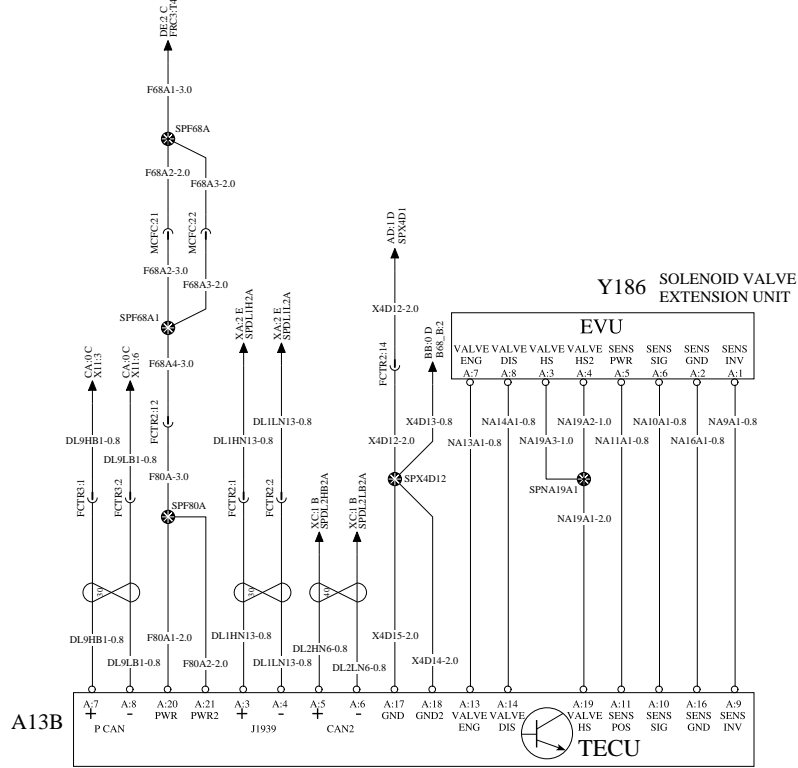 DE:2 C
FRC3:T4
F68A1-3.0
SPF68A
F68A2-2.0
F68A3-2.0
MCFC:21
MCFC:22
F68A2-3.0
F68A3-2.0
SPF68A1
F68A4-3.0
FCTR2:12
F80A-3.0
SPF80A
F80A1-2.0
F80A2-2.0
CA:0 C
X11:3
CA:0 C
X11:6
DL9HB1-0.8
DL9LB1-0.8
FCTR3:1
FCTR3:2
30
DL9HB1-0.8
DL9LB1-0.8
XA:2 E
SPDL1H2A
XA:2 E
SPDL1L2A
DL1HN13-0.8
DL1LN13-0.8
FCTR2:1
FCTR2:2
30
DL1HN13-0.8
DL1LN13-0.8
XC:1 B
SPDL2HB2A
XC:1 B
SPDL2LB2A
40
DL2HN6-0.8
DL2LN6-0.8
AD:1 D
SPX4D1
X4D12-2.0
FCTR2:14
X4D12-2.0
BB:0 D
B68_B:2
X4D13-0.8
SPX4D12
X4D15-2.0
X4D14-2.0
Y186
SOLENOID VALVE
EXTENSION UNIT
EVU
VALVE ENG A:7
VALVE DIS A:8
VALVE HS A:3
VALVE HS2 A:4
SENS PWR A:5
SENS SIG A:6
SENS GND A:2
SENS INV A:1
NA13A1-0.8
NA14A1-0.8
NA19A3-1.0
NA19A2-1.0
NA11A1-0.8
NA10A1-0.8
NA16A1-0.8
NA9A1-0.8
SPNA19A1
NA19A1-2.0
A13B
A:7 +
A:8 -
P CAN
A:20 PWR
A:21 PWR2
A:3 +
A:4 -
J1939
A:5 +
A:6 -
CAN2
A:17 GND
A:18 GND2
A:13 VALVE ENG
A:14 VALVE DIS
TECU
A:19 VALVE HS
A:11 SENS POS
A:10 SENS SIG
A:16 SENS GND
A:9 SENS INV